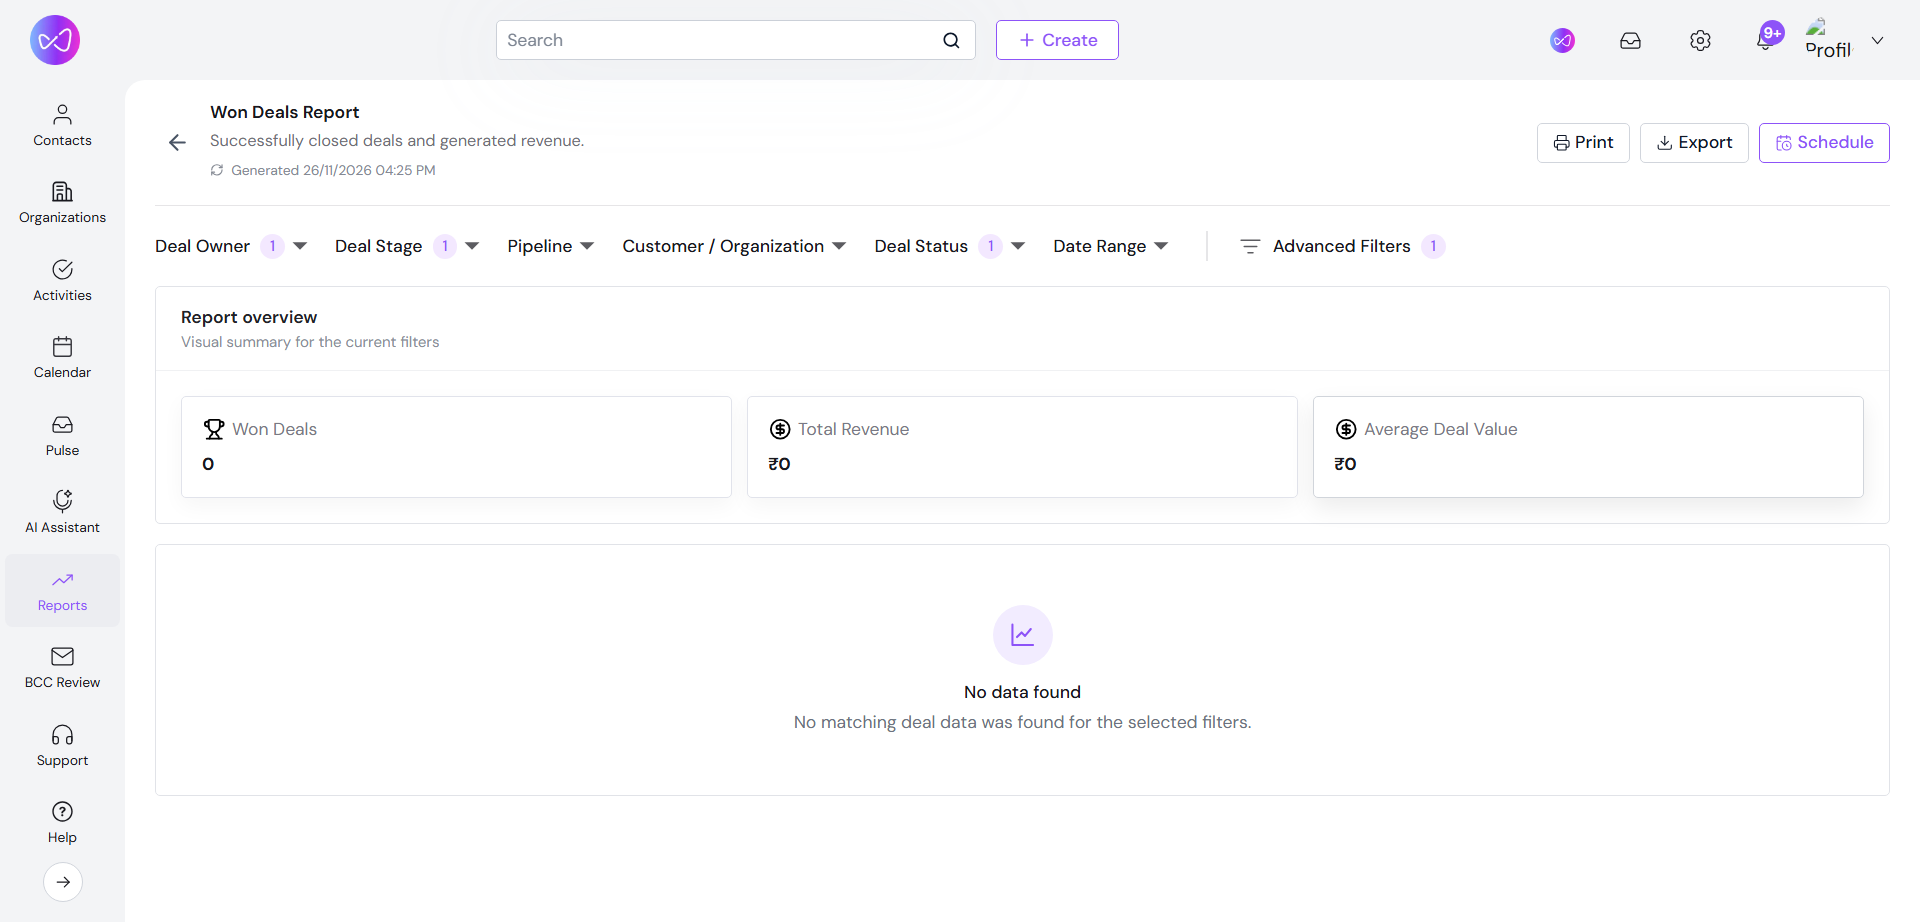 Search
Create
9+
Profil
Contacts
Organizations
Activities
Calendar
Pulse
AI Assistant
Reports
BCC Review
Support
Help
Won Deals Report
Successfully closed deals and generated revenue.
Generated 26/11/2026 04:25 PM
Print
Export
Schedule
Deal Owner 1
Deal Stage 1
Pipeline
Customer / Organization
Deal Status 1
Date Range
Advanced Filters 1
Report overview
Visual summary for the current filters
Won Deals
0
Total Revenue
₹0
Average Deal Value
₹0
No data found
No matching deal data was found for the selected filters.